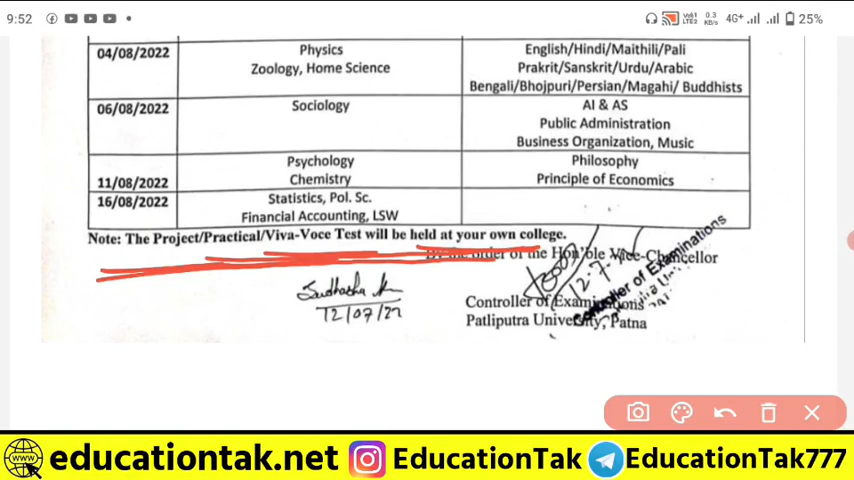 9:52
Vo) 1 LTE2 0.3 KB/s 4G+ 25%
04/08/2022 Physics English/Hindi/Maithili/Pali
Zoology, Home Science Prakrit/Sanskrit/Urdu/Arabic
Bengali/Bhojpuri/Persian/Magahi/ Buddhists
06/08/2022 Sociology AI & AS
Public Administration
Business Organization, Music
Psychology Philosophy
11/08/2022 Chemistry Principle of Economics
16/08/2022 Statistics, Pol. Sc.
Financial Accounting, LSW
Note: The Project/Practical/Viva-Voce Test will be held at your own college.
By the order of the Hon'ble Vice-Chancellor
12/07/22
Controller of Examinations
Controller of Examinations
Patliputra University, Patna
www educationtak.net EducationTak EducationTak777